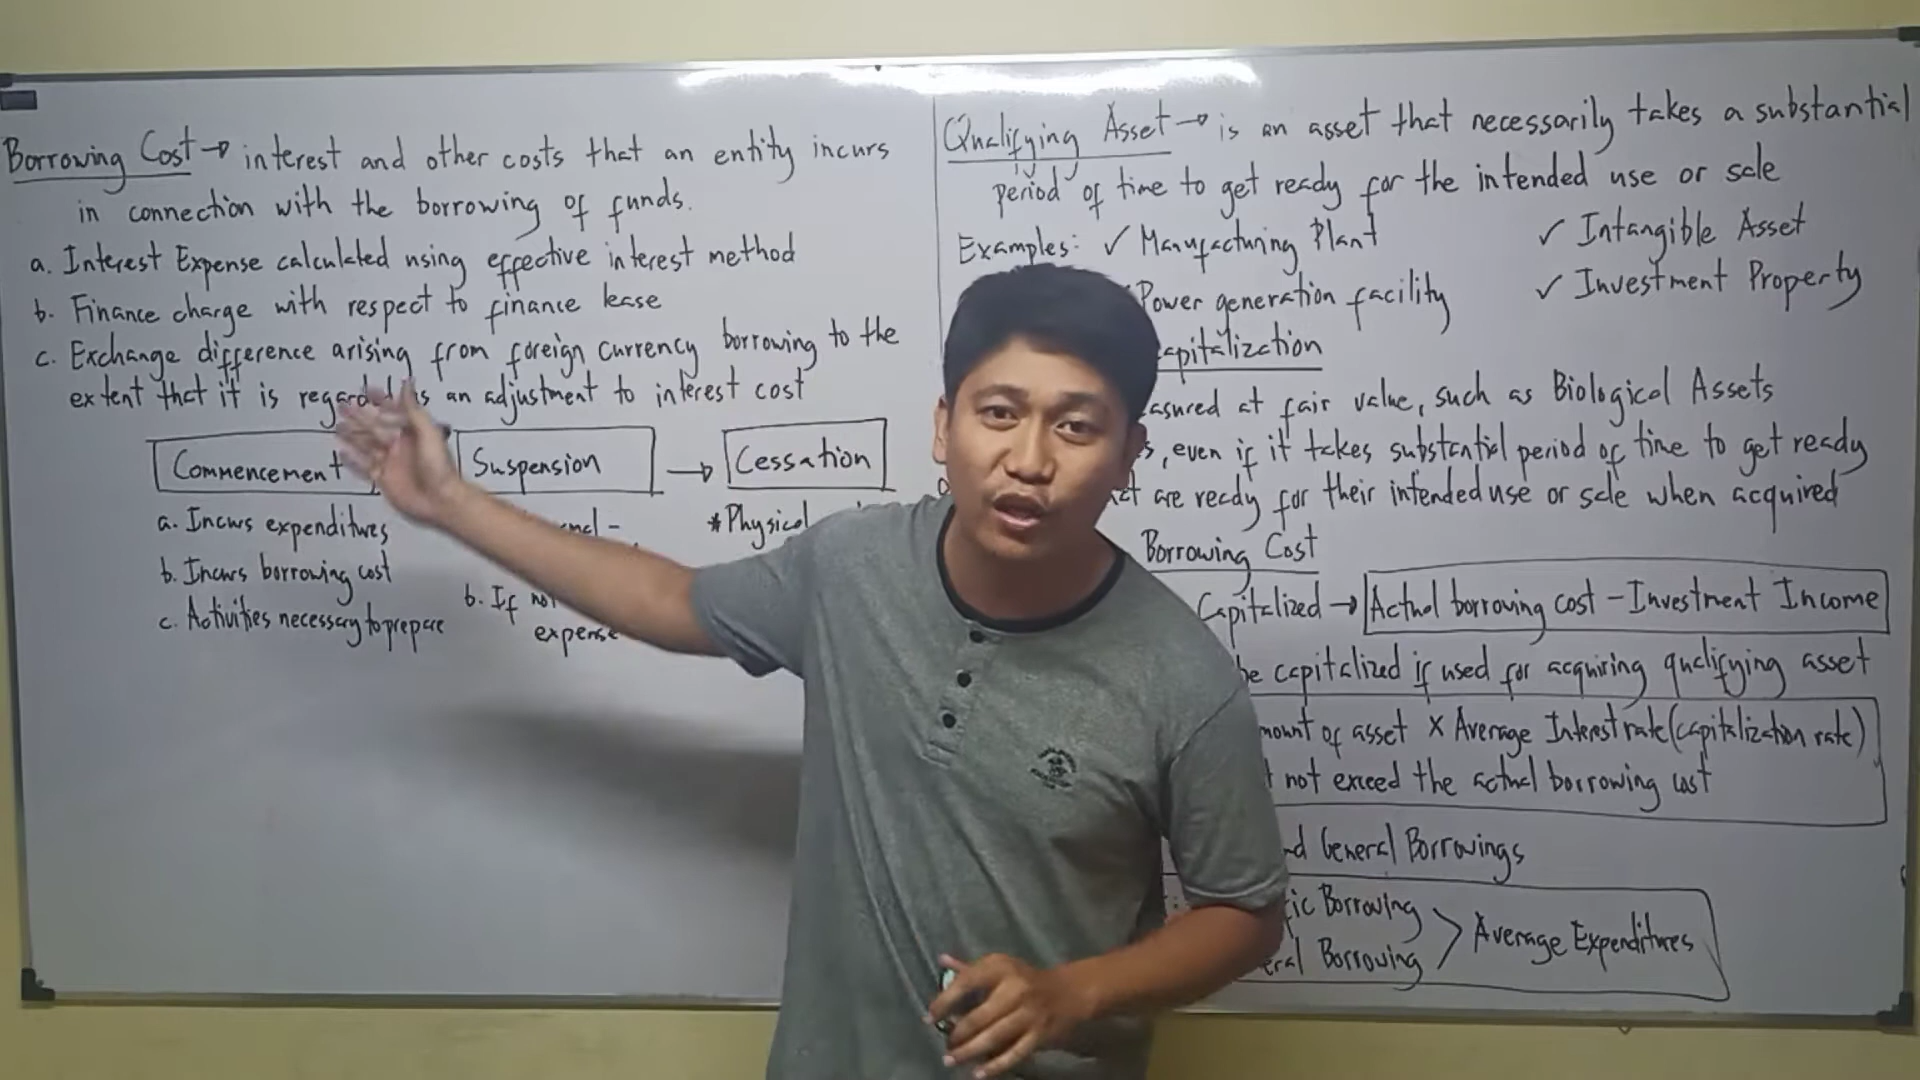 Borrowing Cost → interest and other costs that an entity incurs
in connection with the borrowing of funds.
a. Interest Expense calculated using effective interest method
b. Finance charge with respect to finance lease
c. Exchange difference arising from foreign currency borrowing to the
extent that it is as an adjustment to interest cost
Commencement Suspension → Cessation
a. Incurs expenditures
b. Incurs borrowing cost
c. Activities necessary to prepare
b. If not
expense
*Physical
Qualifying Asset → is an asset that necessarily takes a substantial
period of time to get ready for the intended use or sale
Examples: ✓ Manufacturing Plant ✓ Intangible Asset
Power generation facility ✓ Investment Property
apitalization
asured at fair value, such as Biological Assets
s, even if it takes substantial period of time to get ready
are ready for their intended use or sale when acquired
Borrowing Cost
Capitalized → Actual borrowing cost - Investment Income
be capitalized if used for acquiring qualifying asset
mount of asset X Average Interest rate (capitalization rate)
not exceed the actual borrowing cost
nd General Borrowings
ic Borrowing
eral Borrowing > Average Expenditures